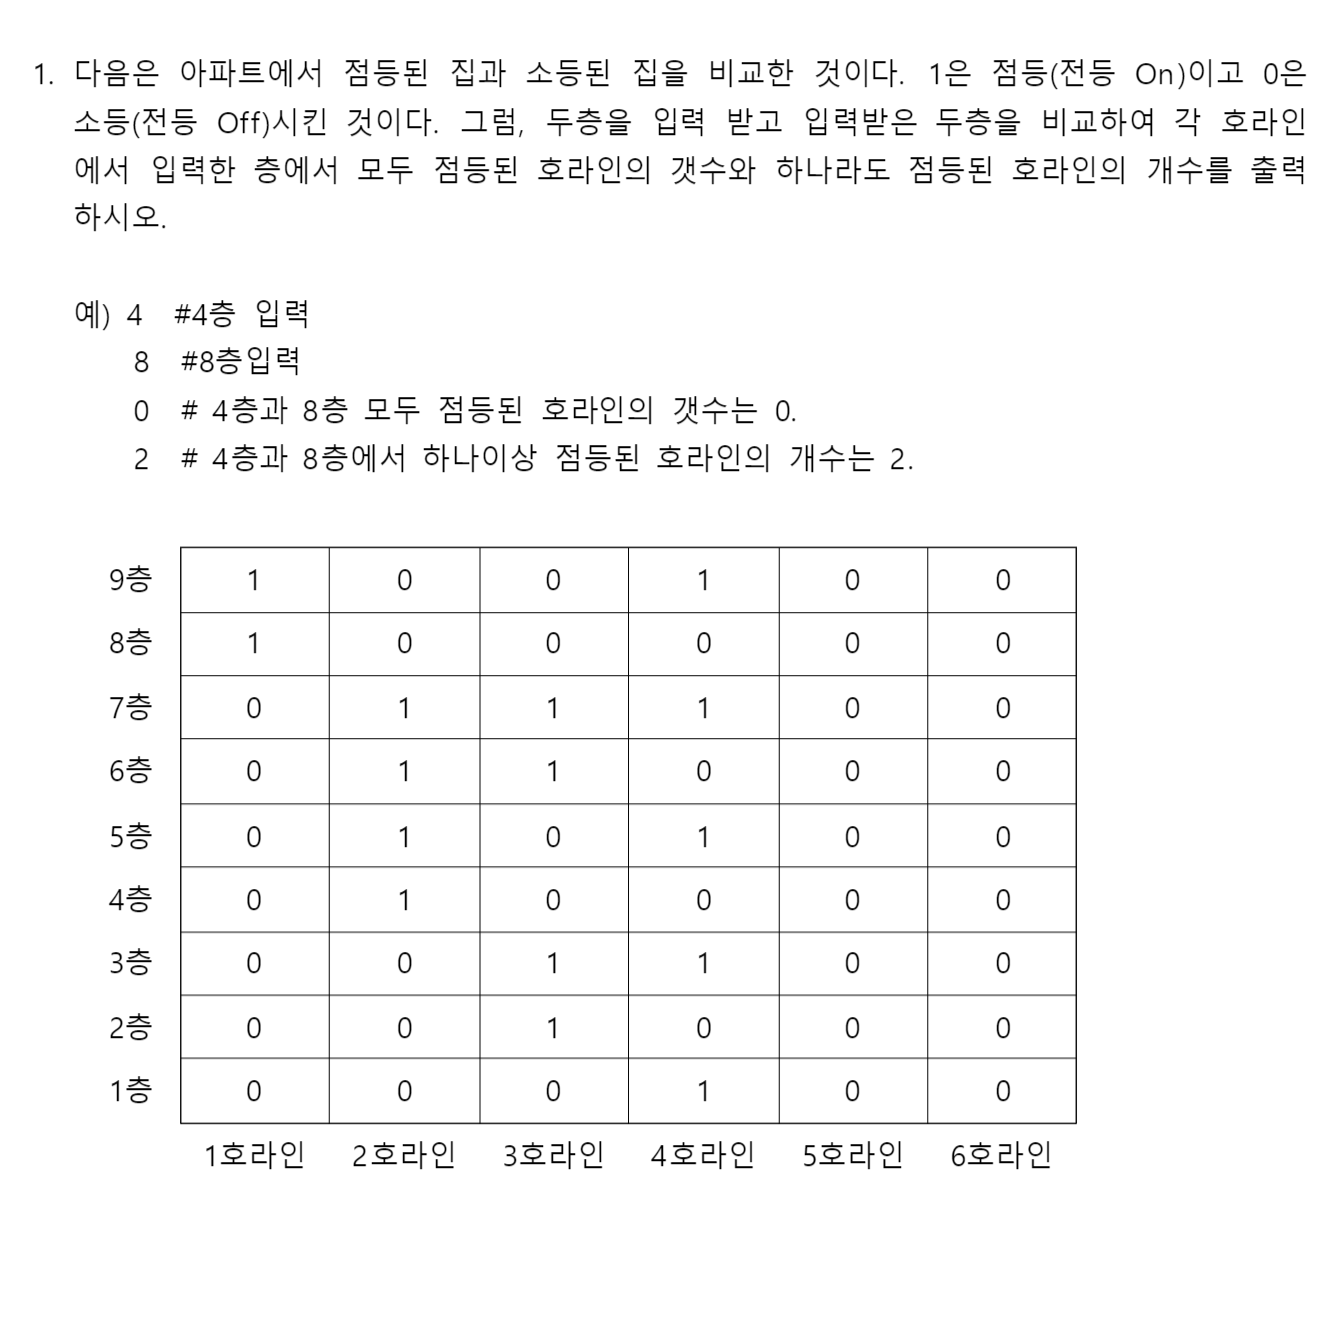 1. 다음은 아파트에서 점등된 집과 소등된 집을 비교한 것이다. 1은 점등(전등 On)이고 0은
소등(전등 Off)시킨 것이다. 그럼, 두층을 입력 받고 입력받은 두층을 비교하여 각 호라인
에서 입력한 층에서 모두 점등된 호라인의 갯수와 하나라도 점등된 호라인의 개수를 출력
하시오.
예) 4 #4층 입력
8 #8층입력
0 # 4층과 8층 모두 점등된 호라인의 갯수는 0.
2 # 4층과 8층에서 하나이상 점등된 호라인의 개수는 2.
9층 1 0 0 1 0 0
8층 1 0 0 0 0 0
7층 0 1 1 1 0 0
6층 0 1 1 0 0 0
5층 0 1 0 1 0 0
4층 0 1 0 0 0 0
3층 0 0 1 1 0 0
2층 0 0 1 0 0 0
1층 0 0 0 1 0 0
1호라인 2호라인 3호라인 4호라인 5호라인 6호라인